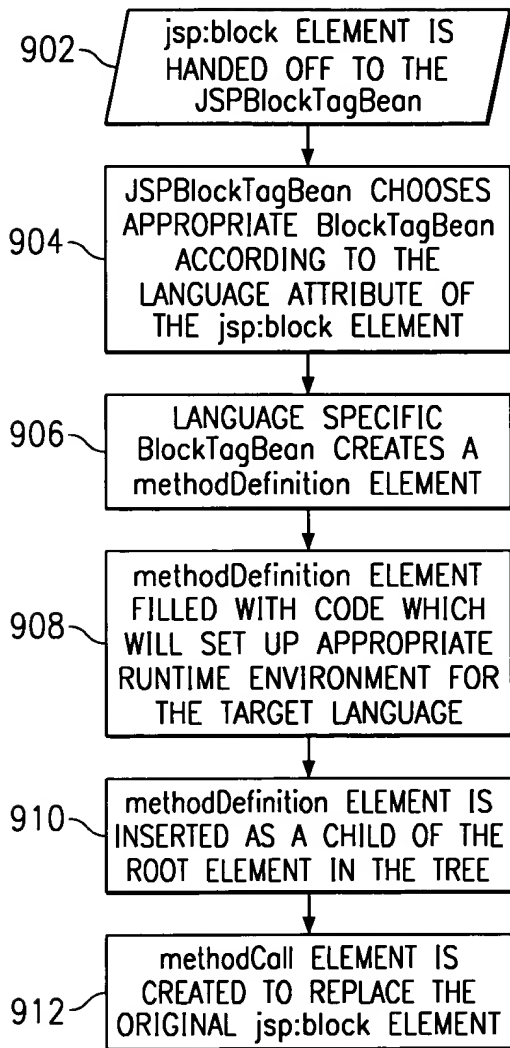 902
jsp:block ELEMENT IS
HANDED OFF TO THE
JSPBlockTagBean
904
JSPBlockTagBean CHOOSES
APPROPRIATE BlockTagBean
ACCORDING TO THE
LANGUAGE ATTRIBUTE OF
THE jsp:block ELEMENT
906
LANGUAGE SPECIFIC
BlockTagBean CREATES A
methodDefinition ELEMENT
908
methodDefinition ELEMENT
FILLED WITH CODE WHICH
WILL SET UP APPROPRIATE
RUNTIME ENVIRONMENT FOR
THE TARGET LANGUAGE
910
methodDefinition ELEMENT IS
INSERTED AS A CHILD OF THE
ROOT ELEMENT IN THE TREE
912
methodCall ELEMENT IS
CREATED TO REPLACE THE
ORIGINAL jsp:block ELEMENT